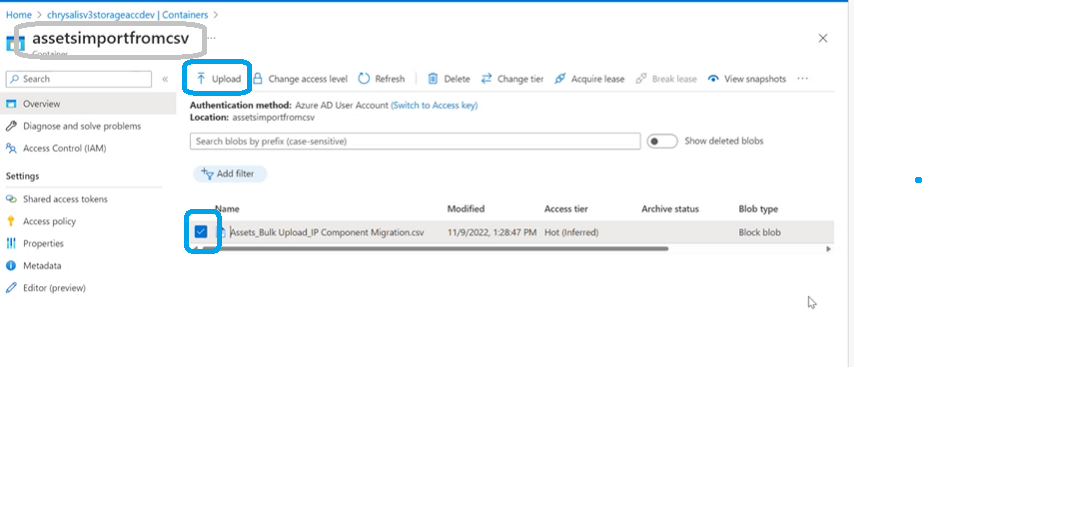 Home > chrysalisv3storageaccdev | Containers >
assetsimportfromcsv ...
Container
Search «
Upload Change access level Refresh Delete Change tier Acquire lease Break lease View snapshots ...
Overview
Diagnose and solve problems
Access Control (IAM)
Settings
Shared access tokens
Access policy
Properties
Metadata
Editor (preview)
Authentication method: Azure AD User Account (Switch to Access key)
Location: assetsimportfromcsv
Search blobs by prefix (case-sensitive)
Show deleted blobs
Add filter
Name Modified Access tier Archive status Blob type
Assets_Bulk Upload_IP Component Migration.csv 11/9/2022, 1:28:47 PM Hot (Inferred) Block blob